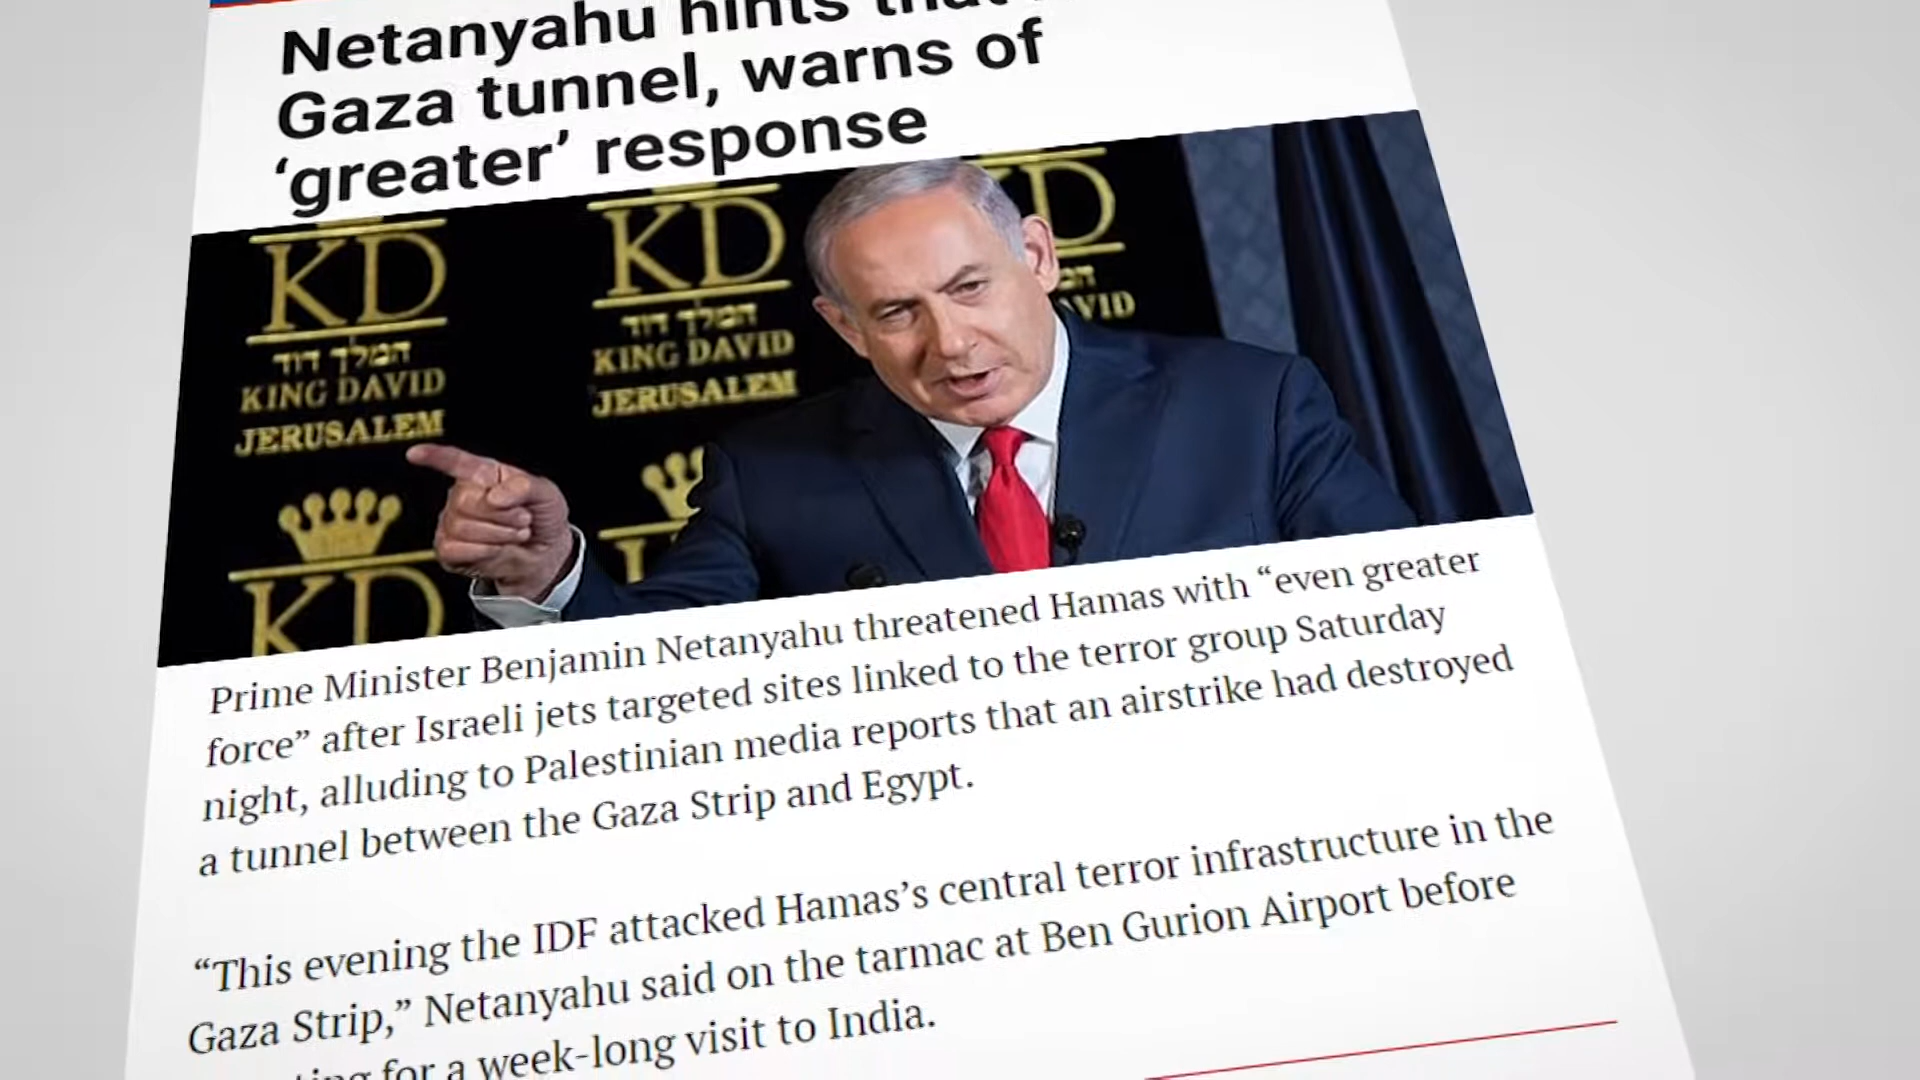 Netanyahu hints that
Gaza tunnel, warns of
‘greater’ response
KD
המלך דוד
KING DAVID
JERUSALEM
KD
המלך דוד
KING DAVID
JERUSALEM
KD
Prime Minister Benjamin Netanyahu threatened Hamas with “even greater
force” after Israeli jets targeted sites linked to the terror group Saturday
night, alluding to Palestinian media reports that an airstrike had destroyed
a tunnel between the Gaza Strip and Egypt.
“This evening the IDF attacked Hamas’s central terror infrastructure in the
Gaza Strip,” Netanyahu said on the tarmac at Ben Gurion Airport before
for a week-long visit to India.